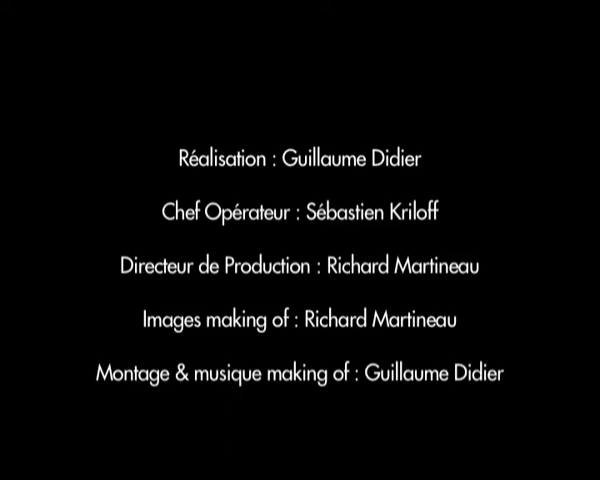 Réalisation : Guillaume Didier
Chef Opérateur : Sébastien Kriloff
Directeur de Production : Richard Martineau
Images making of : Richard Martineau
Montage & musique making of : Guillaume Didier